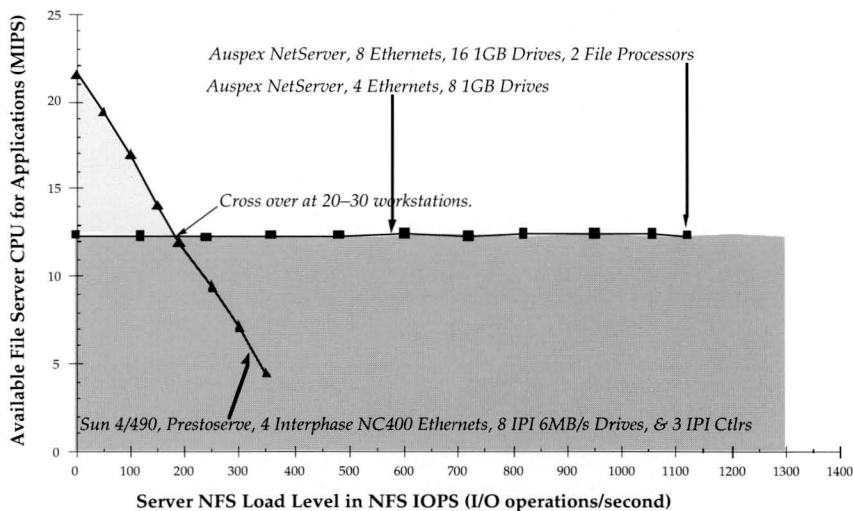 25
20
15
10
5
0
Available File Server CPU for Applications (MIPS)
Auspex NetServer, 8 Ethernets, 16 1GB Drives, 2 File Processors
Auspex NetServer, 4 Ethernets, 8 1GB Drives
Cross over at 20–30 workstations.
Sun 4/490, Prestoserve, 4 Interphase NC400 Ethernets, 8 IPI 6MB/s Drives, & 3 IPI Ctlrs
0 100 200 300 400 500 600 700 800 900 1000 1100 1200 1300 1400
Server NFS Load Level in NFS IOPS (I/O operations/second)